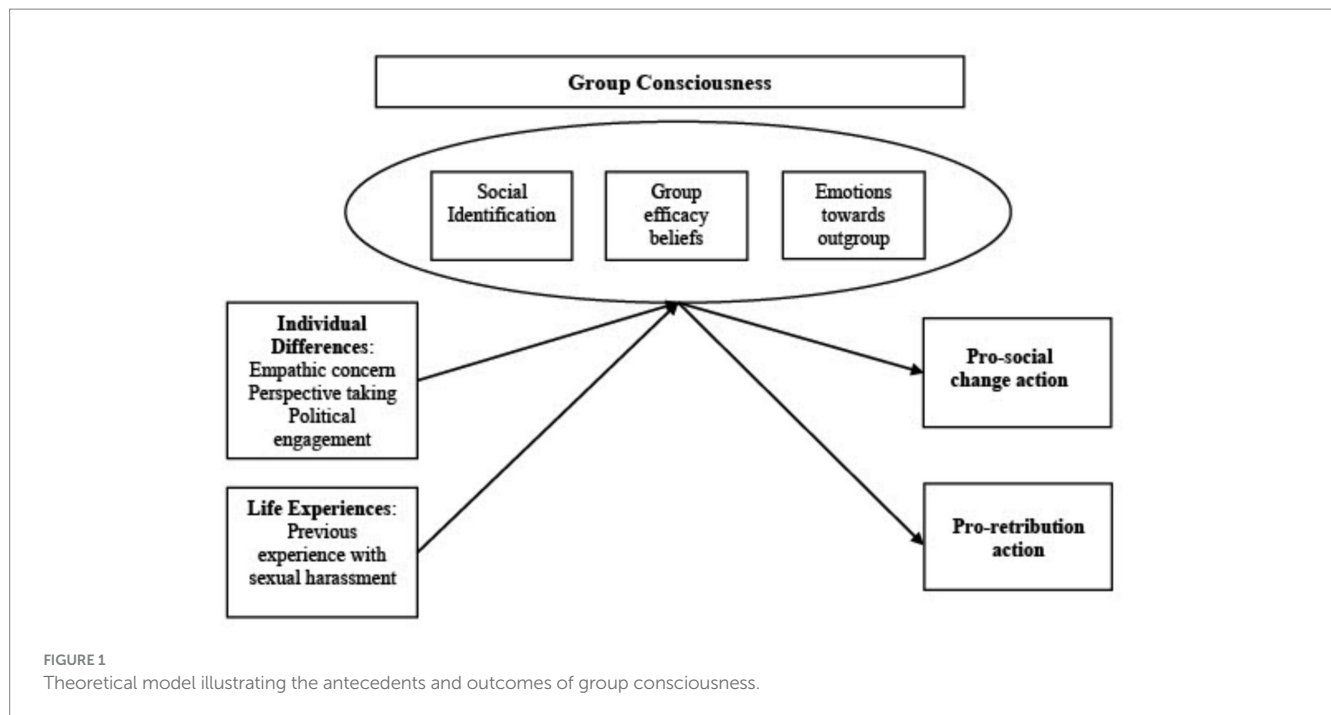 Group Consciousness
Social
Identification
Group
efficacy
beliefs
Emotions
towards
outgroup
Individual
Differences:
Empathic concern
Perspective taking
Political
engagement
Pro-social
change action
Life Experiences:
Previous
experience with
sexual harassment
Pro-retribution
action
FIGURE 1
Theoretical model illustrating the antecedents and outcomes of group consciousness.